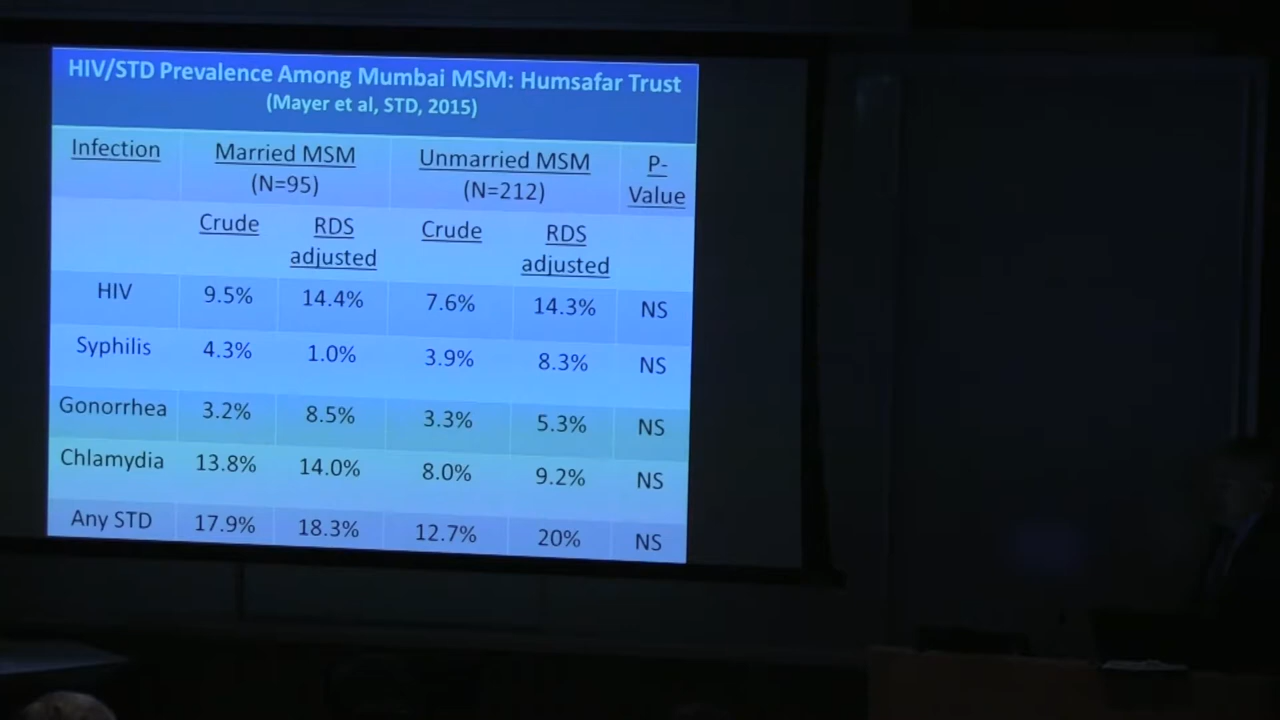 HIV/STD Prevalence Among Mumbai MSM: Humsafar Trust
(Mayer et al, STD, 2015)
Infection Married MSM (N=95) Unmarried MSM (N=212) P-Value
Crude RDS adjusted Crude RDS adjusted
HIV 9.5% 14.4% 7.6% 14.3% NS
Syphilis 4.3% 1.0% 3.9% 8.3% NS
Gonorrhea 3.2% 8.5% 3.3% 5.3% NS
Chlamydia 13.8% 14.0% 8.0% 9.2% NS
Any STD 17.9% 18.3% 12.7% 20% NS